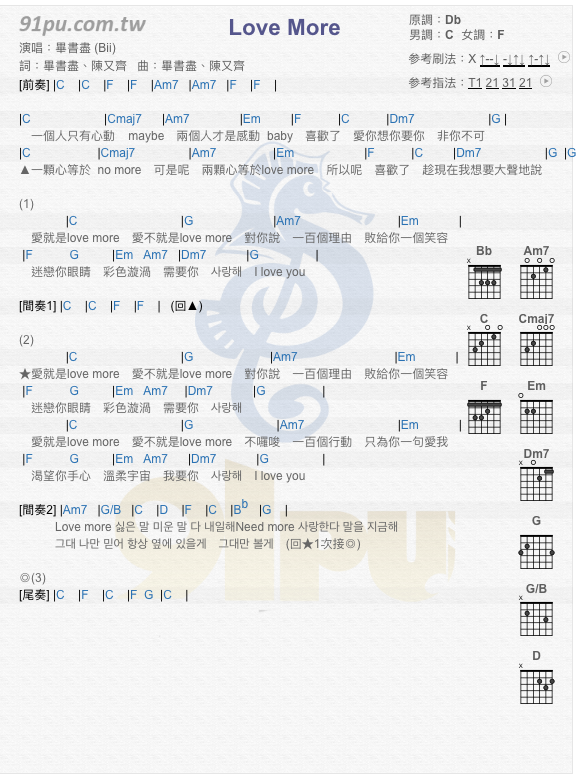 91pu.com.tw
Love More
原調：Db
男調：C 女調：F
演唱：畢書盡 (Bii)
詞：畢書盡、陳又齊 曲：畢書盡、陳又齊
參考刷法：X ↑--↓ -↓↑↓ ↑-↑↓
參考指法：T1 21 31 21
[前奏] |C |C |F |F |Am7 |Am7 |F |F |
|C |Cmaj7 |Am7 |Em |F |C |Dm7 |G |
一個人只有心動 maybe 兩個人才是感動 baby 喜歡了 愛你想你要你 非你不可
|C |Cmaj7 |Am7 |Em |F |C |Dm7 |G |G
▲一顆心等於 no more 可是呢 兩顆心等於love more 所以呢 喜歡了 趁現在我想要大聲地說
(1)
|C |G |Am7 |Em |
愛就是love more 愛不就是love more 對你說 一百個理由 敗給你一個笑容
|F G |Em Am7 |Dm7 |G |
迷戀你眼睛 彩色漩渦 需要你 사랑해 I love you
[間奏1] |C |C |F |F | (回▲)
(2)
|C |G |Am7 |Em |
★愛就是love more 愛不就是love more 對你說 一百個理由 敗給你一個笑容
|F G |Em Am7 |Dm7 |G |
迷戀你眼睛 彩色漩渦 需要你 사랑해
|C |G |Am7 |Em |
愛就是love more 愛不就是love more 不囉唆 一百個行動 只為你一句愛我
|F G |Em Am7 |Dm7 |G |
渴望你手心 溫柔宇宙 我要你 사랑해 I love you
[間奏2] |Am7 |G/B |C |D |F |C |Bb |G |
Love more 싫은 말 미운 말 다 내일해Need more 사랑한다 말을 지금해
그대 나만 믿어 항상 옆에 있을게 그대만 볼게 (回★1次接◎)
◎(3)
[尾奏] |C |F |C |F G |C |
Bb Am7
C Cmaj7
F Em
Dm7
G
G/B
D
91pu